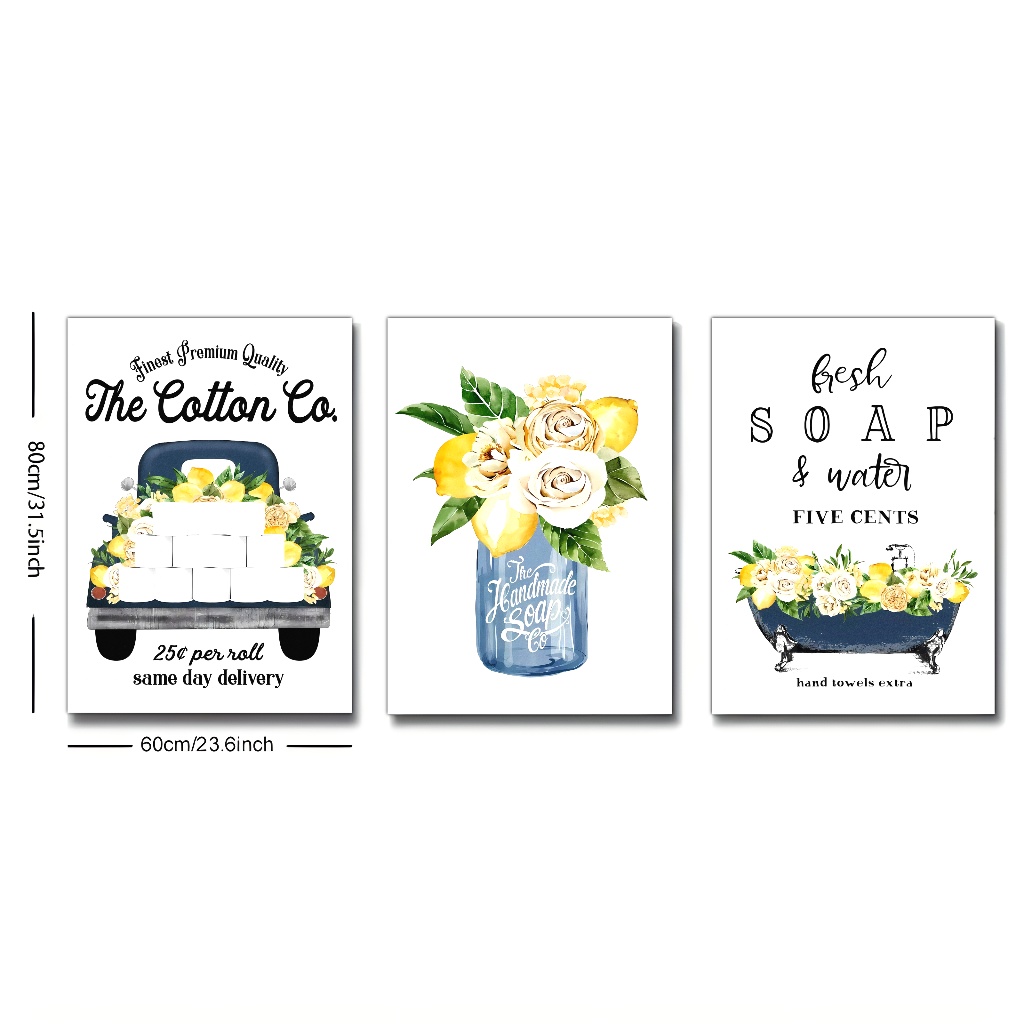 80cm/31.5inch
Finest Premium Quality
The Cotton Co.
25¢ per roll
same day delivery
60cm/23.6inch
The
Handmade
Soap
Co
fresh
SOAP
& water
FIVE CENTS
hand towels extra